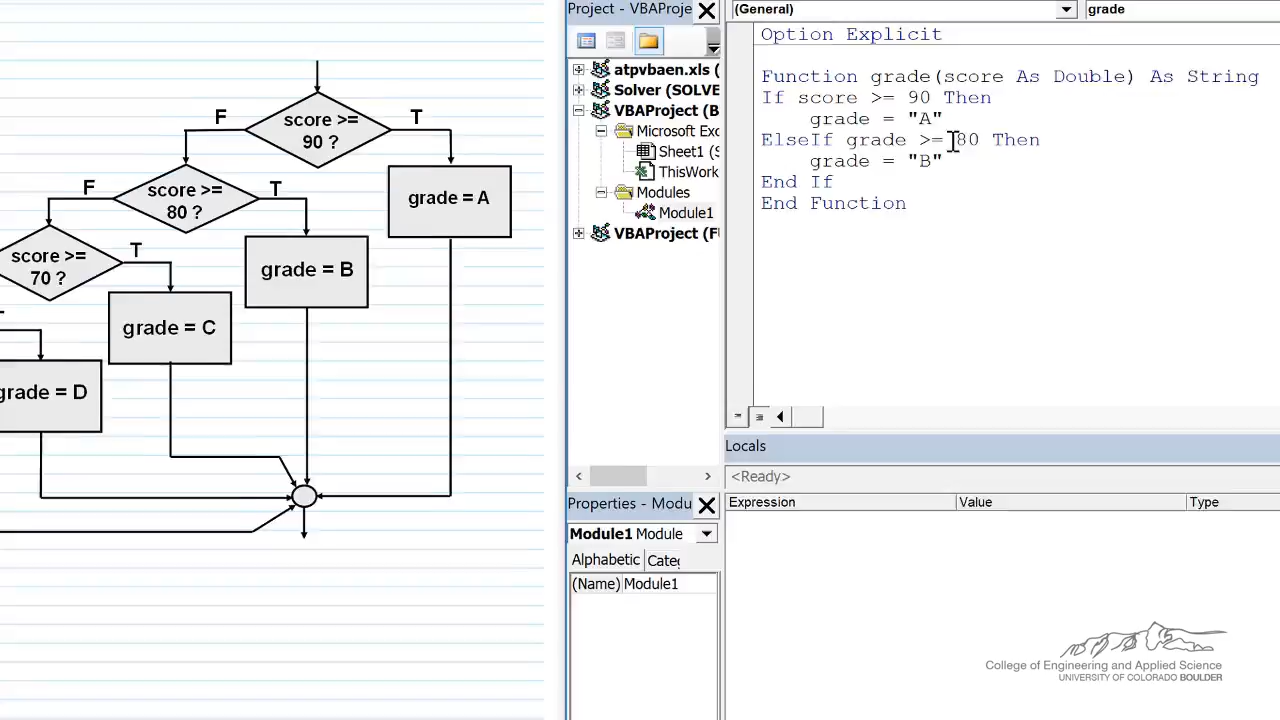 score >=
90 ?
F
T
grade = A
score >=
80 ?
F
T
grade = B
score >=
70 ?
T
grade = C
grade = D
Project - VBAProje
atpvbaen.xls (
Solver (SOLVE
VBAProject (B
Microsoft Exc
Sheet1 (S
ThisWork
Modules
Module1
VBAProject (FU
Properties - Modu
Module1 Module
Alphabetic
Categ
(Name) Module1
(General)
grade
Option Explicit
Function grade(score As Double) As String
If score >= 90 Then
grade = "A"
ElseIf grade >= 80 Then
grade = "B"
End If
End Function
Locals
<Ready>
Expression
Value
Type
College of Engineering and Applied Science
UNIVERSITY OF COLORADO BOULDER